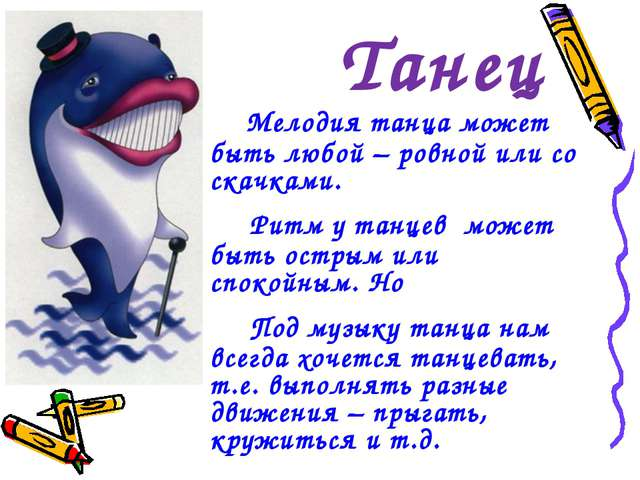 Танец
Мелодия танца может
быть любой – ровной или со
скачками.
Ритм у танцев может
быть острым или
спокойным. Но
Под музыку танца нам
всегда хочется танцевать,
т.е. выполнять разные
движения – прыгать,
кружиться и т.д.